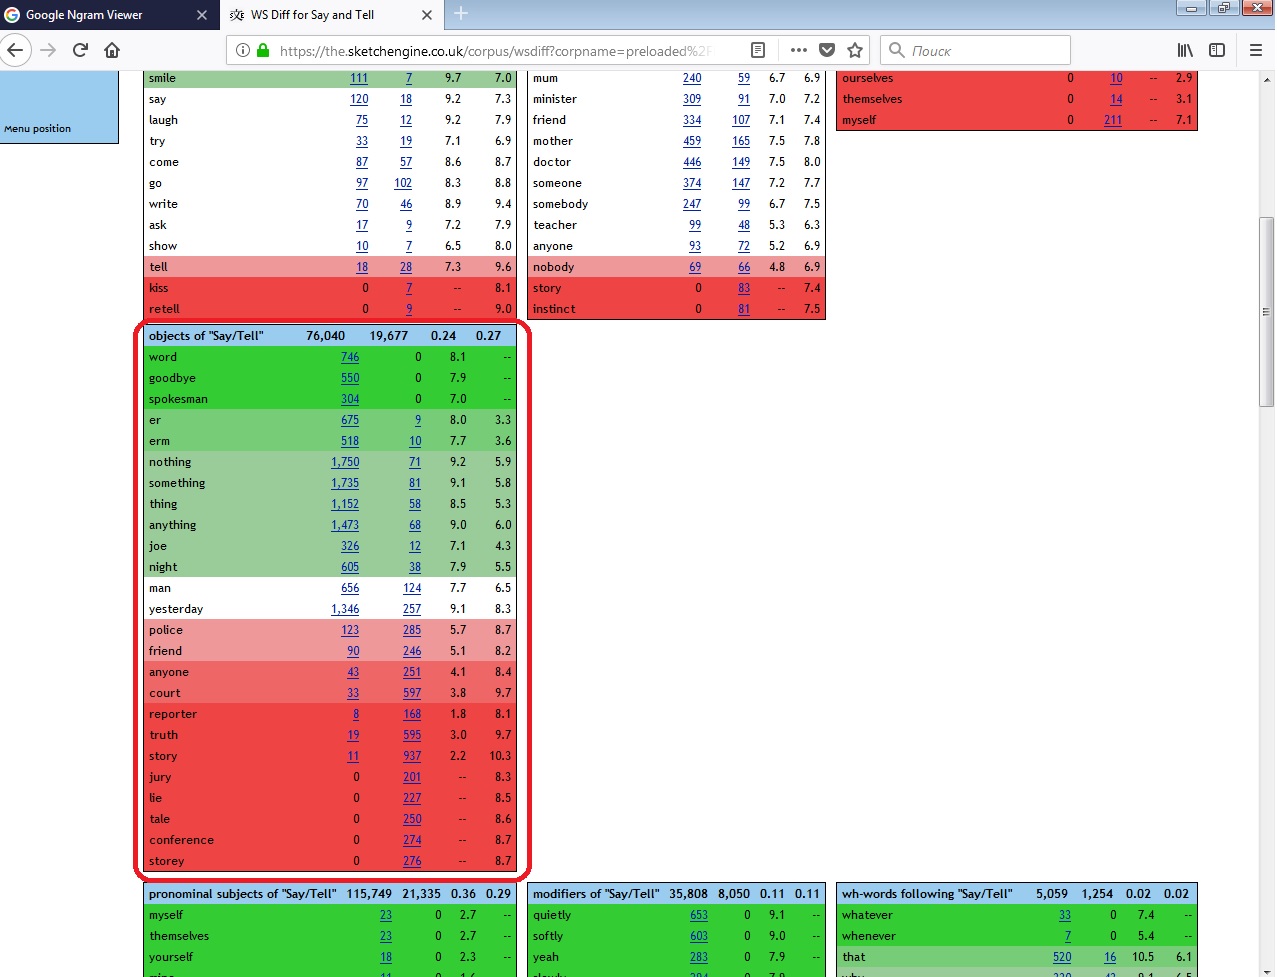 Google Ngram Viewer
WS Diff for Say and Tell
https://the.sketchengine.co.uk/corpus/wsdiff?corpname=preloaded%2F
Поиск
Menu position
smile 111 7 9.7 7.0
say 120 18 9.2 7.3
laugh 75 12 9.2 7.9
try 33 19 7.1 6.9
come 87 57 8.6 8.7
go 97 102 8.3 8.8
write 70 46 8.9 9.4
ask 17 9 7.2 7.9
show 10 7 6.5 8.0
tell 18 28 7.3 9.6
kiss 0 7 -- 8.1
retell 0 9 -- 9.0
mum 240 59 6.7 6.9
minister 309 91 7.0 7.2
friend 334 107 7.1 7.4
mother 459 165 7.5 7.8
doctor 446 149 7.5 8.0
someone 374 147 7.2 7.7
somebody 247 99 6.7 7.5
teacher 99 48 5.3 6.3
anyone 93 72 5.2 6.9
nobody 69 66 4.8 6.9
story 0 83 -- 7.4
instinct 0 81 -- 7.5
ourselves 0 10 -- 2.9
themselves 0 14 -- 3.1
myself 0 211 -- 7.1
objects of "Say/Tell" 76,040 19,677 0.24 0.27
word 746 0 8.1 --
goodbye 550 0 7.9 --
spokesman 304 0 7.0 --
er 675 9 8.0 3.3
erm 518 10 7.7 3.6
nothing 1,750 71 9.2 5.9
something 1,735 81 9.1 5.8
thing 1,152 58 8.5 5.3
anything 1,473 68 9.0 6.0
joe 326 12 7.1 4.3
night 605 38 7.9 5.5
man 656 124 7.7 6.5
yesterday 1,346 257 9.1 8.3
police 123 285 5.7 8.7
friend 90 246 5.1 8.2
anyone 43 251 4.1 8.4
court 33 597 3.8 9.7
reporter 8 168 1.8 8.1
truth 19 595 3.0 9.7
story 11 937 2.2 10.3
jury 0 201 -- 8.3
lie 0 227 -- 8.5
tale 0 250 -- 8.6
conference 0 274 -- 8.7
storey 0 276 -- 8.7
pronominal subjects of "Say/Tell" 115,749 21,335 0.36 0.29
myself 23 0 2.7 --
themselves 23 0 2.7 --
yourself 18 0 2.3 --
modifiers of "Say/Tell" 35,808 8,050 0.11 0.11
quietly 653 0 9.1 --
softly 603 0 9.0 --
yeah 283 0 7.9 --
wh-words following "Say/Tell" 5,059 1,254 0.02 0.02
whatever 33 0 7.4 --
whenever 7 0 5.4 --
that 520 16 10.5 6.1